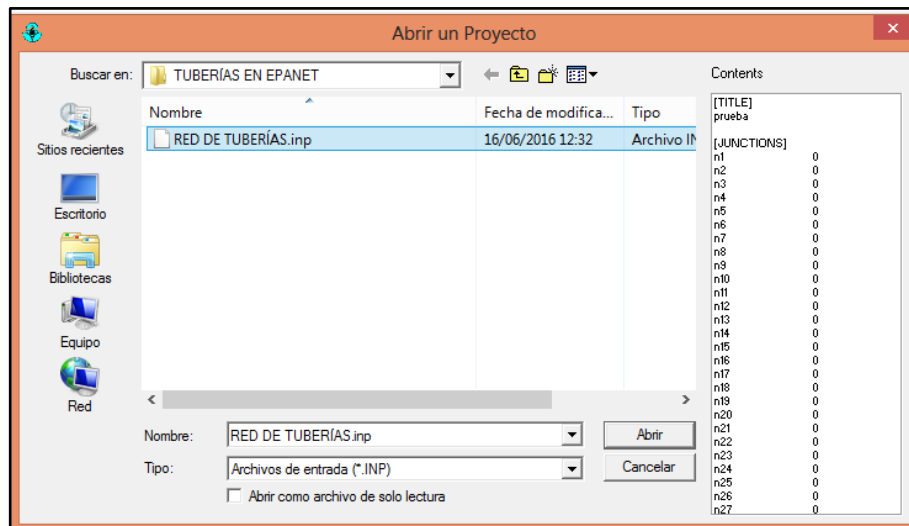 Abrir un Proyecto
Buscar en: TUBERÍAS EN EPANET
Nombre Fecha de modifica... Tipo
RED DE TUBERÍAS.inp 16/06/2016 12:32 Archivo IN
Sitios recientes
Escritorio
Bibliotecas
Equipo
Red
Nombre: RED DE TUBERÍAS.inp Abrir
Tipo: Archivos de entrada (*.INP) Cancelar
Abrir como archivo de solo lectura
Contents
[TITLE]
prueba
[JUNCTIONS]
n1 0
n2 0
n3 0
n4 0
n5 0
n6 0
n7 0
n8 0
n9 0
n10 0
n11 0
n12 0
n13 0
n14 0
n15 0
n16 0
n17 0
n18 0
n19 0
n20 0
n21 0
n22 0
n23 0
n24 0
n25 0
n26 0
n27 0